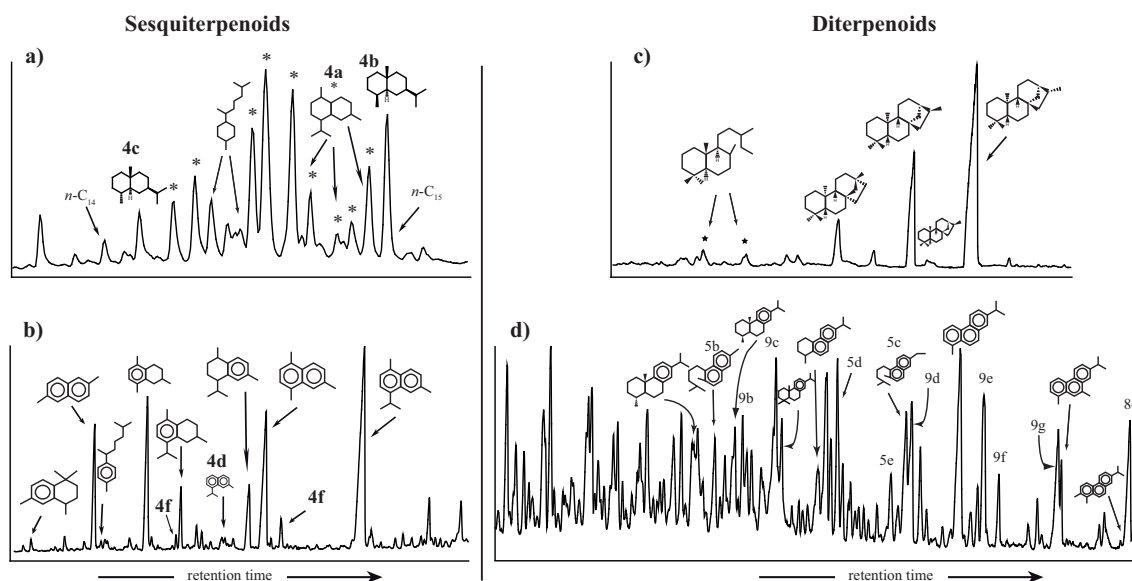 Sesquiterpenoids
Diterpenoids
a)
4a
*
4b
4c
n-C14
n-C15
* * * * * * * * *
c)
★ ★
H H H H H H H
b)
4f
4d
4f
retention time
d)
5b
9b
9c
5d
5c
9d
5e
9e
9f
9g
8
retention time